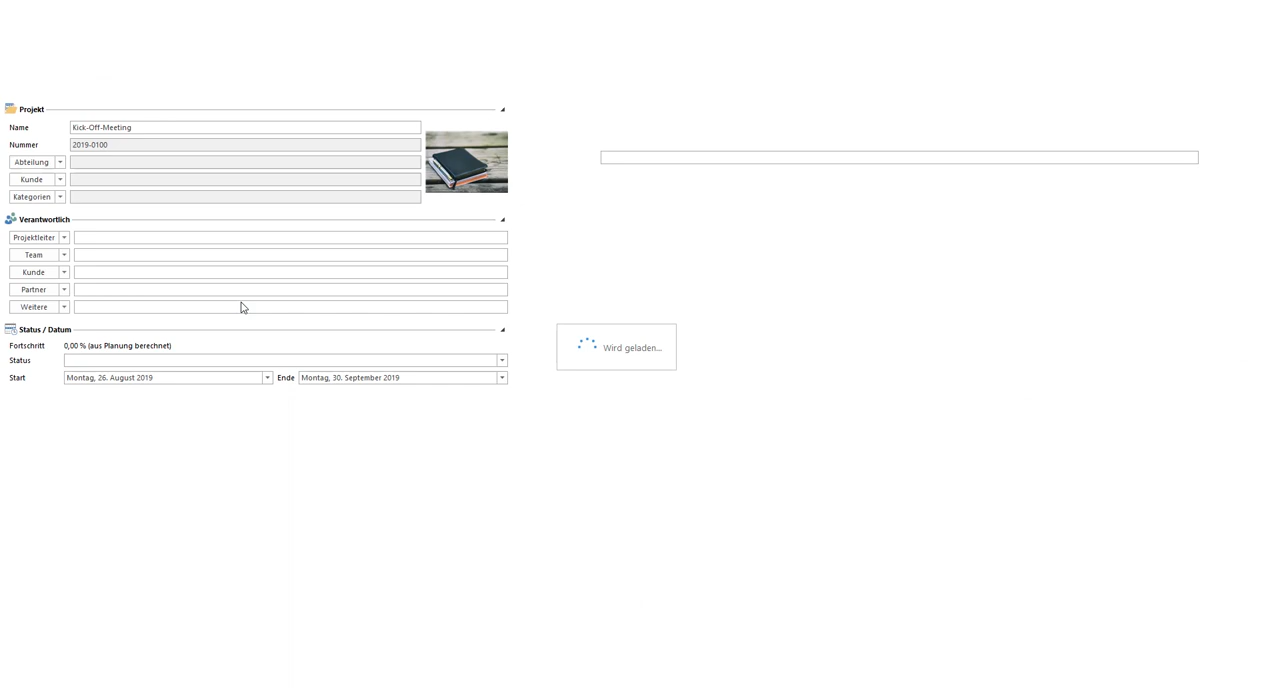 Projekt
Name Kick-Off-Meeting
Nummer 2019-0100
Abteilung
Kunde
Kategorien
Verantwortlich
Projektleiter
Team
Kunde
Partner
Weitere
Status / Datum
Fortschritt 0,00 % (aus Planung berechnet)
Wird geladen...
Status
Start Montag, 26. August 2019 Ende Montag, 30. September 2019